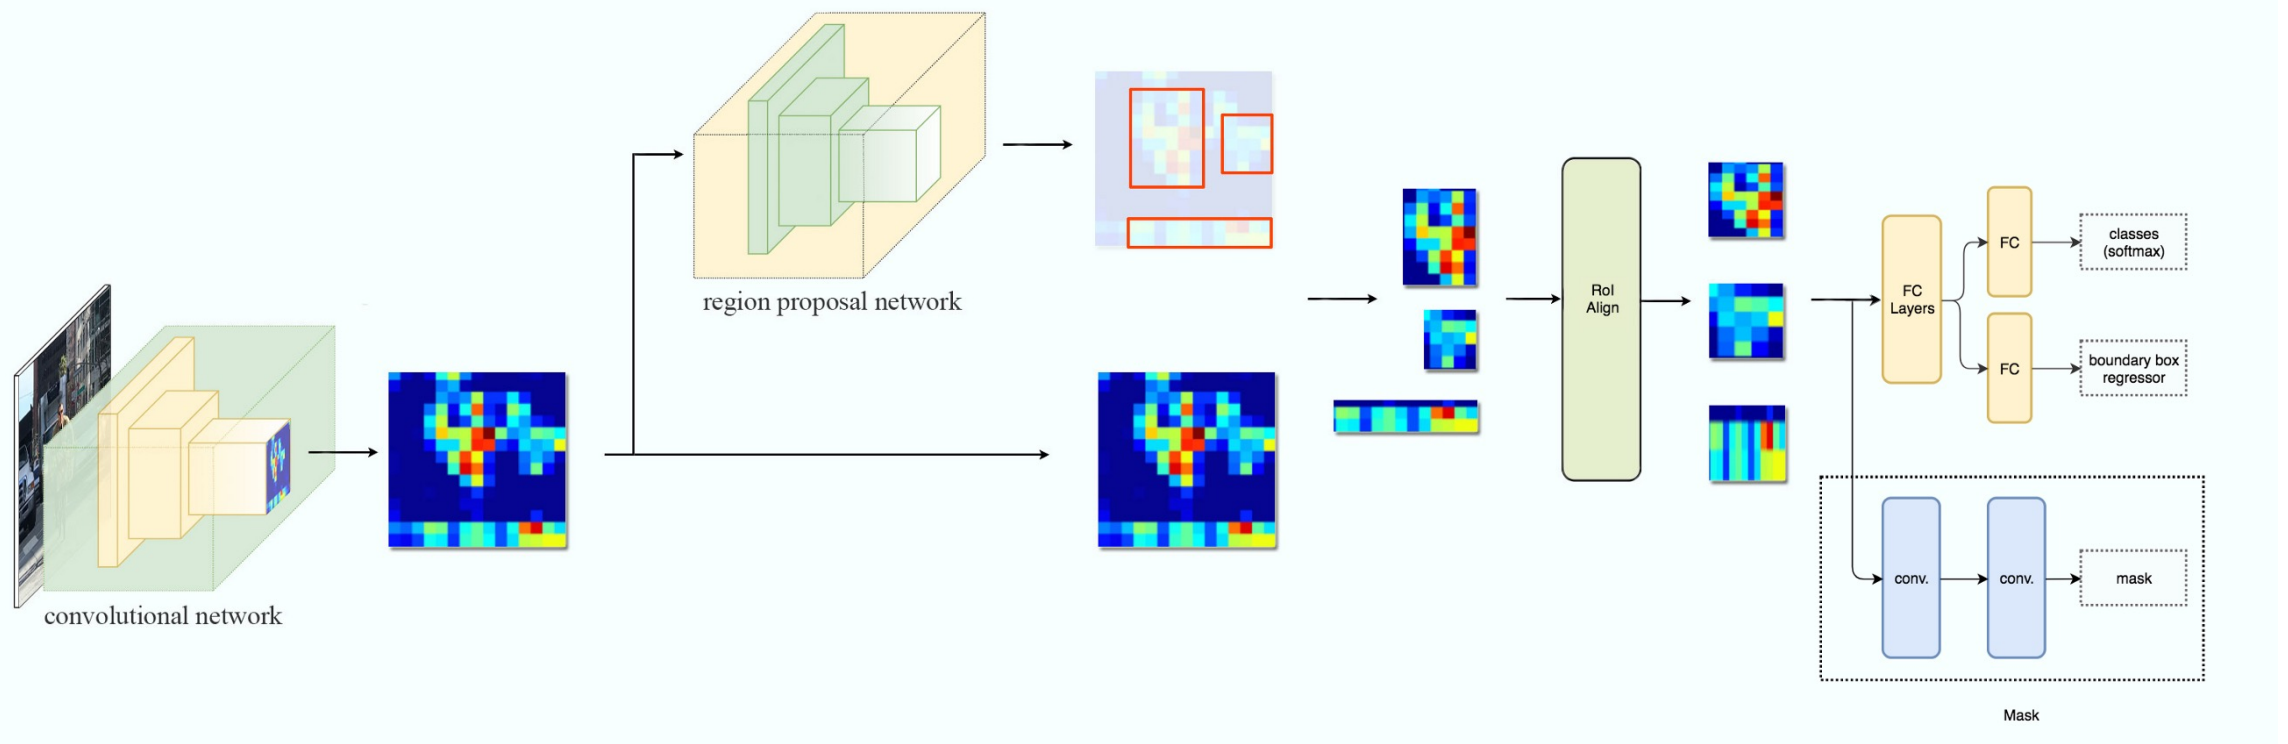 region proposal network
convolutional network
RoI
Align
FC
Layers
FC
classes
(softmax)
FC
boundary box
regressor
conv.
conv.
mask
Mask